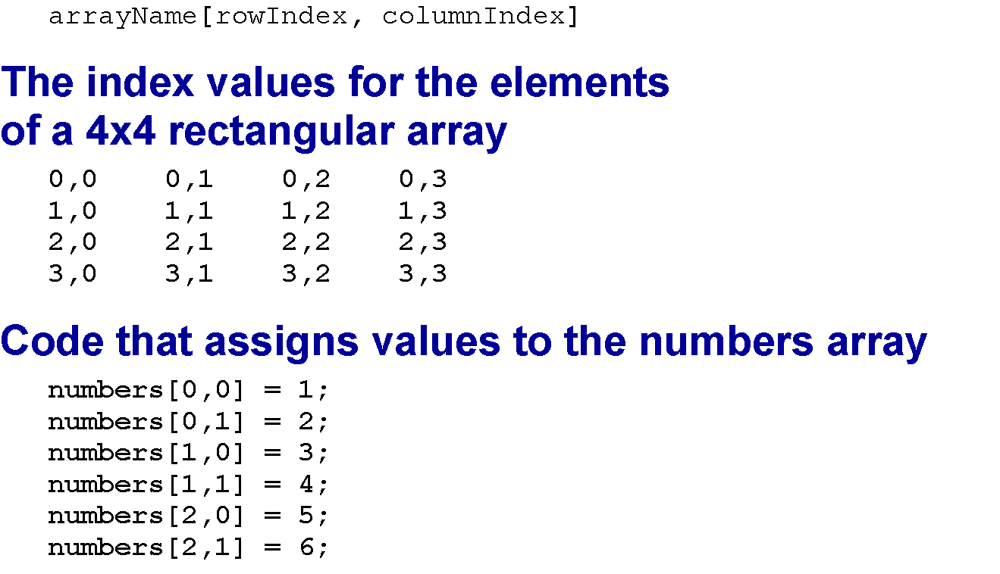 arrayName[rowIndex, columnIndex]
The index values for the elements
of a 4x4 rectangular array
0,0 0,1 0,2 0,3
1,0 1,1 1,2 1,3
2,0 2,1 2,2 2,3
3,0 3,1 3,2 3,3
Code that assigns values to the numbers array
numbers[0,0] = 1;
numbers[0,1] = 2;
numbers[1,0] = 3;
numbers[1,1] = 4;
numbers[2,0] = 5;
numbers[2,1] = 6;